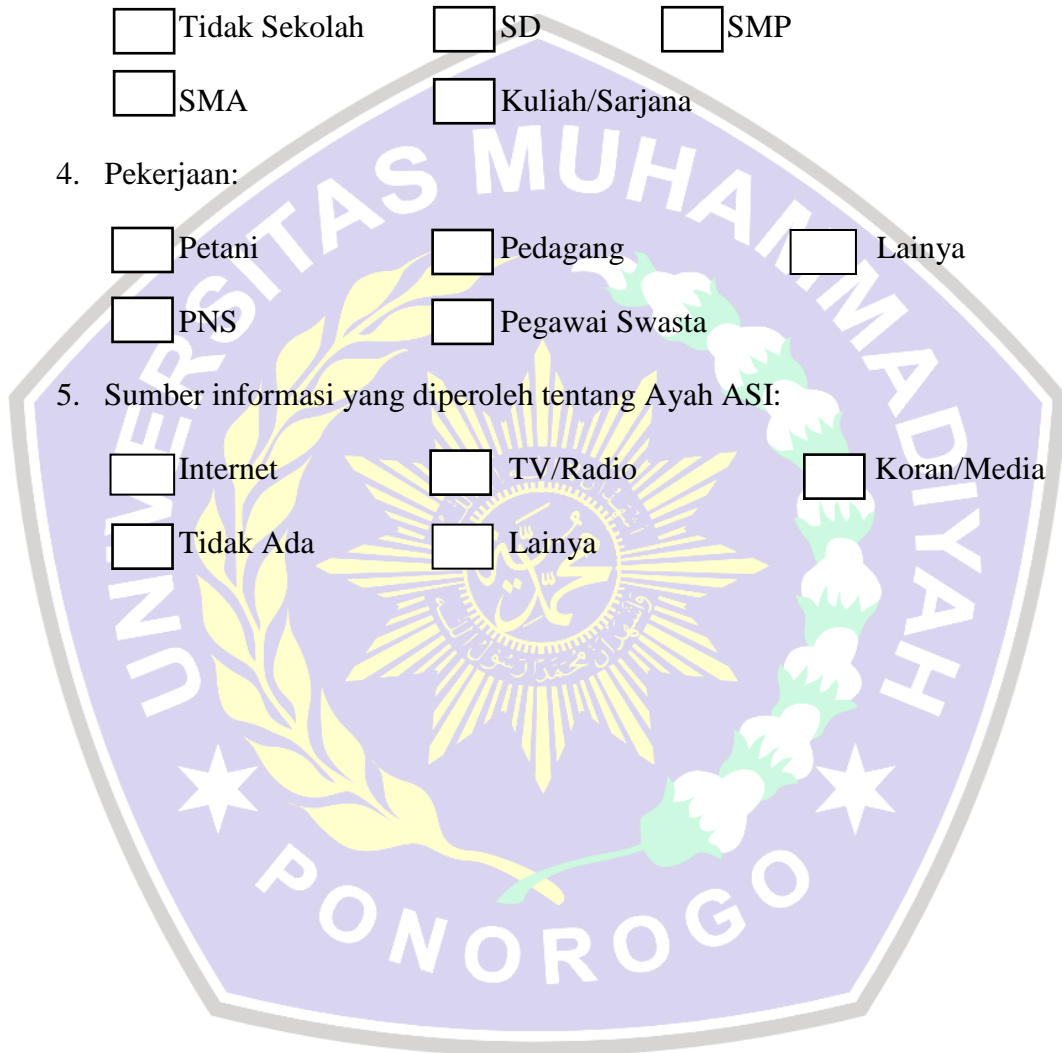 Tidak Sekolah SD SMP
SMA Kuliah/Sarjana
4. Pekerjaan:
Petani Pedagang Lainya
PNS Pegawai Swasta
5. Sumber informasi yang diperoleh tentang Ayah ASI:
Internet TV/Radio Koran/Media
Tidak Ada Lainya
UNIVERSITAS MUHAMMADIYAH
PONOROGO